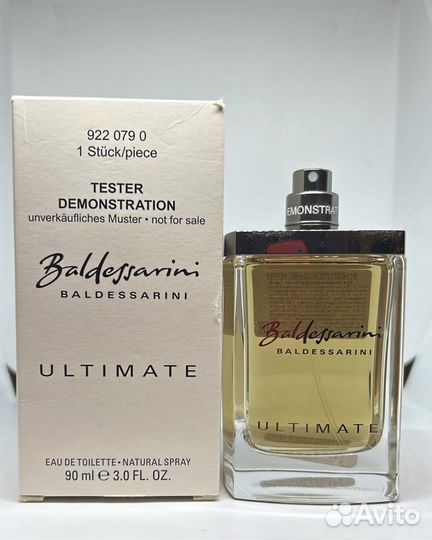 922 079 0
1 Stück/piece
TESTER
DEMONSTRATION
unverkäufliches Muster • not for sale
Baldessarini
BALDESSARINI
ULTIMATE
EAU DE TOILETTE • NATURAL SPRAY
90 ml ℮ 3.0 FL. OZ.
EMONSTRAT
Baldessarini
BALDESSARINI
ULTIMATE
Avito